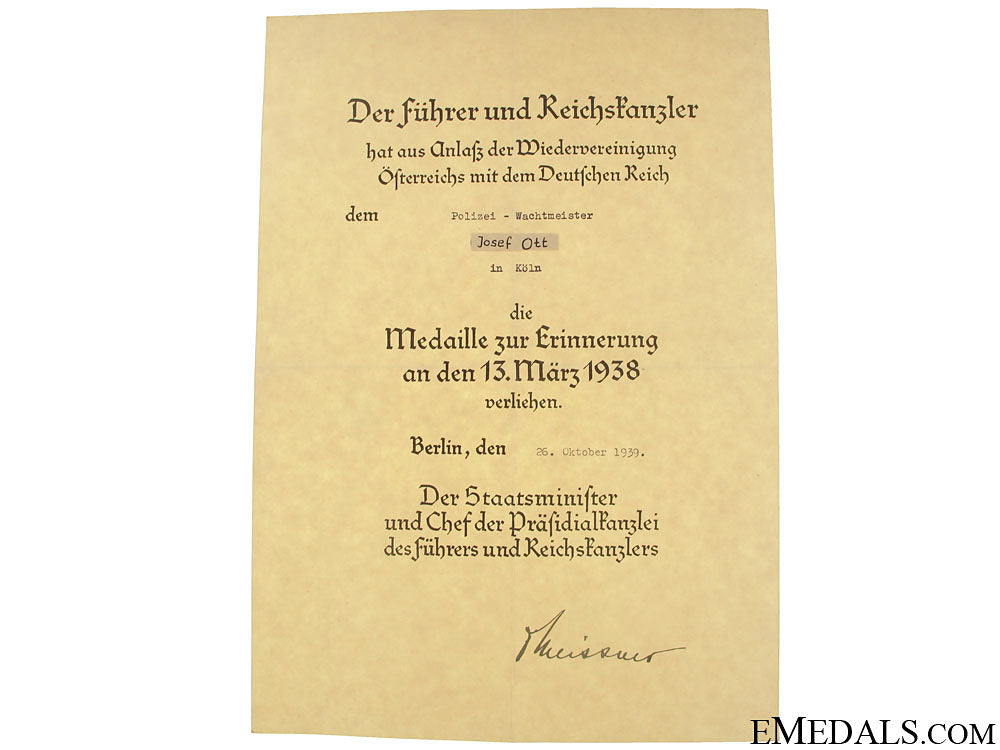 Der Führer und Reichskanzler
hat aus Anlaß der Wiedervereinigung
Österreichs mit dem Deutschen Reich
dem Polizei - Wachtmeister
Josef Ott
in Köln
die
Medaille zur Erinnerung
an den 13. März 1938
verliehen.
Berlin, den 26. Oktober 1939.
Der Staatsminister
und Chef der Präsidialkanzlei
des Führers und Reichskanzlers
Meissner
EMEDALS.COM